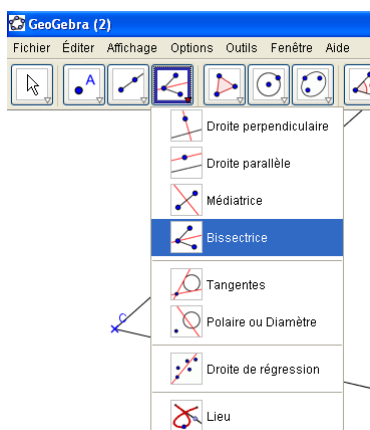 GeoGebra (2)
Fichier Éditer Affichage Options Outils Fenêtre Aide
A
Droite perpendiculaire
Droite parallèle
Médiatrice
Bissectrice
C
Tangentes
Polaire ou Diamètre
Droite de régression
Lieu